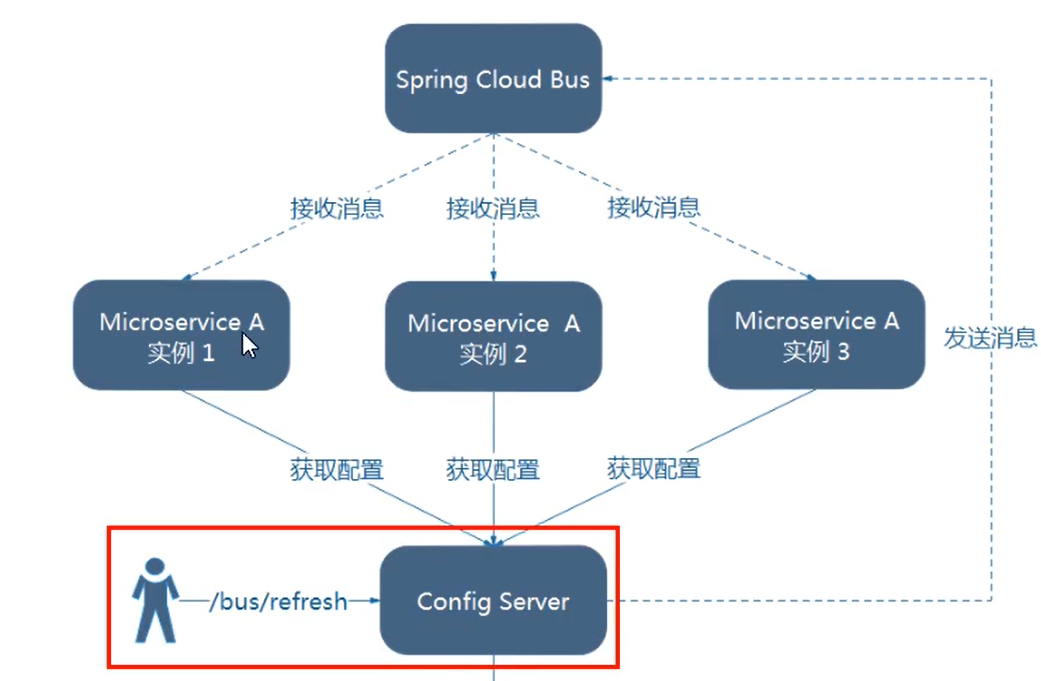 Spring Cloud Bus
接收消息 接收消息 接收消息
Microservice A
实例 1
Microservice A
实例 2
Microservice A
实例 3
发送消息
获取配置 获取配置 获取配置
/bus/refresh
Config Server